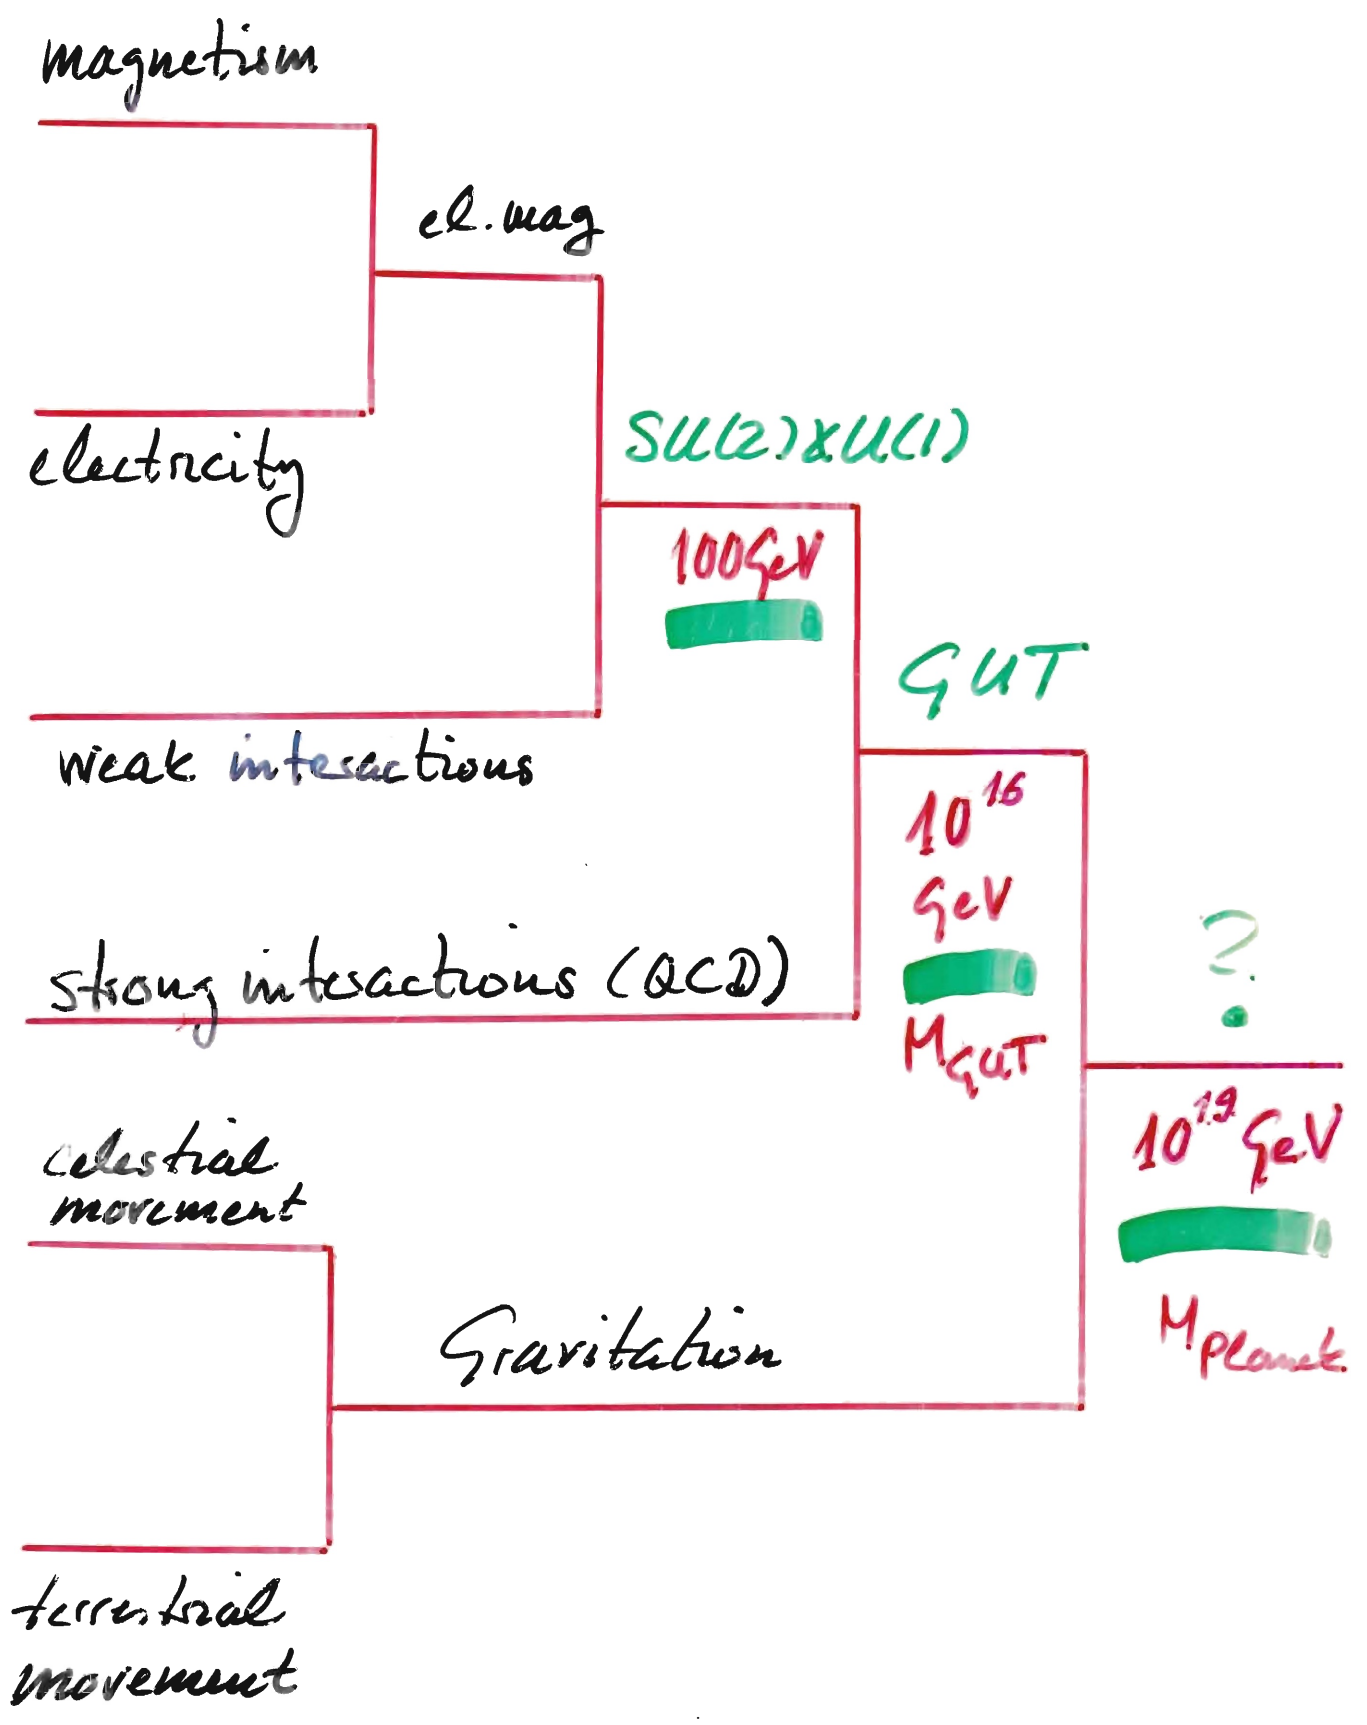 magnetism
el.mag
electricity
SU(2)xU(1)
100GeV
weak interactions
GUT
10^16
GeV
M_GUT
strong interactions (QCD)
?
10^19 GeV
M_Planck
celestial
movement
Gravitation
terrestrial
movement